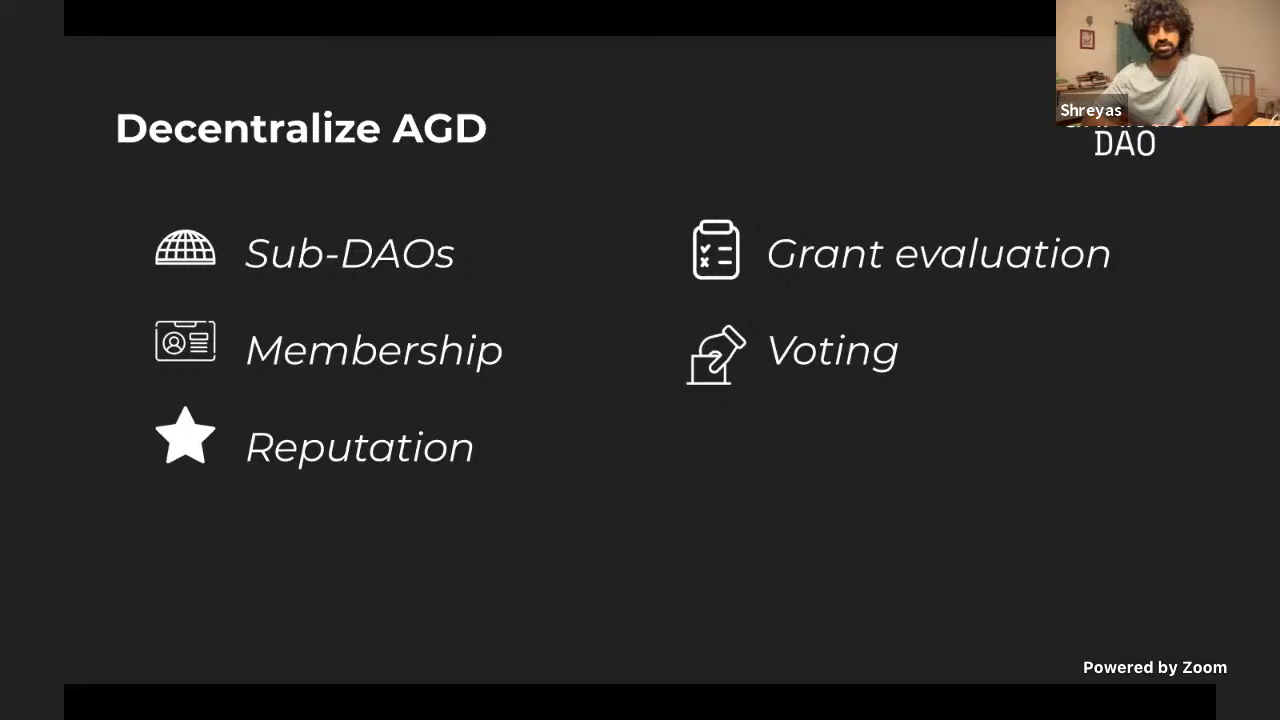 Decentralize AGD
Shreyas
DAO
Sub-DAOs
Grant evaluation
Membership
Voting
Reputation
Powered by Zoom